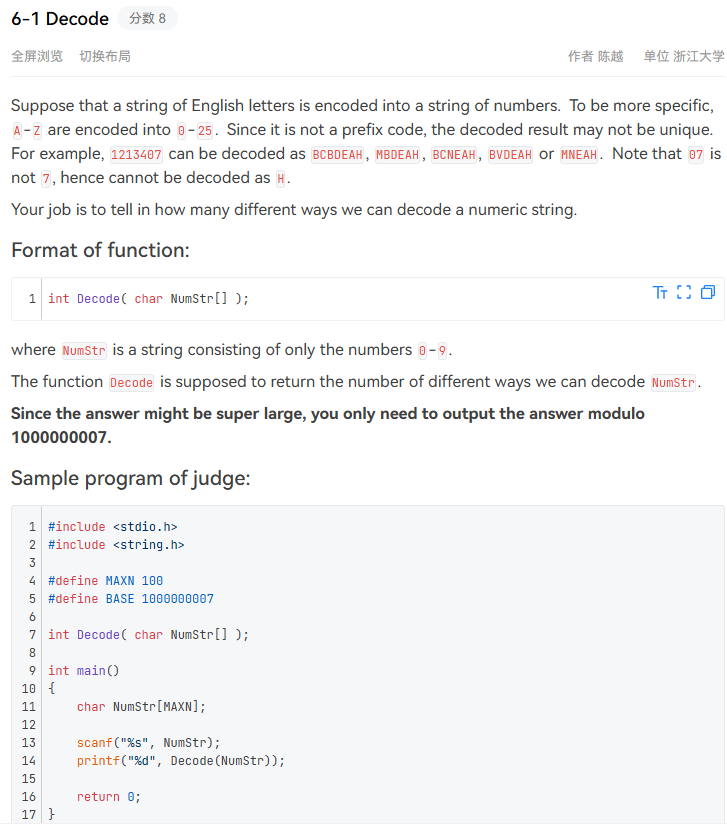 6-1 Decode 分数 8
全屏浏览 切换布局 作者 陈越 单位 浙江大学
Suppose that a string of English letters is encoded into a string of numbers. To be more specific,
A-Z are encoded into 0-25. Since it is not a prefix code, the decoded result may not be unique.
For example, 1213407 can be decoded as BCBDEAH, MBDEAH, BCNEAH, BVDEAH or MNEAH. Note that 07 is
not 7, hence cannot be decoded as H.
Your job is to tell in how many different ways we can decode a numeric string.
Format of function:
1 int Decode( char NumStr[] );
where NumStr is a string consisting of only the numbers 0-9.
The function Decode is supposed to return the number of different ways we can decode NumStr.
Since the answer might be super large, you only need to output the answer modulo
1000000007.
Sample program of judge:
1 #include <stdio.h>
2 #include <string.h>
3
4 #define MAXN 100
5 #define BASE 1000000007
6
7 int Decode( char NumStr[] );
8
9 int main()
10 {
11 char NumStr[MAXN];
12
13 scanf("%s", NumStr);
14 printf("%d", Decode(NumStr));
15
16 return 0;
17 }